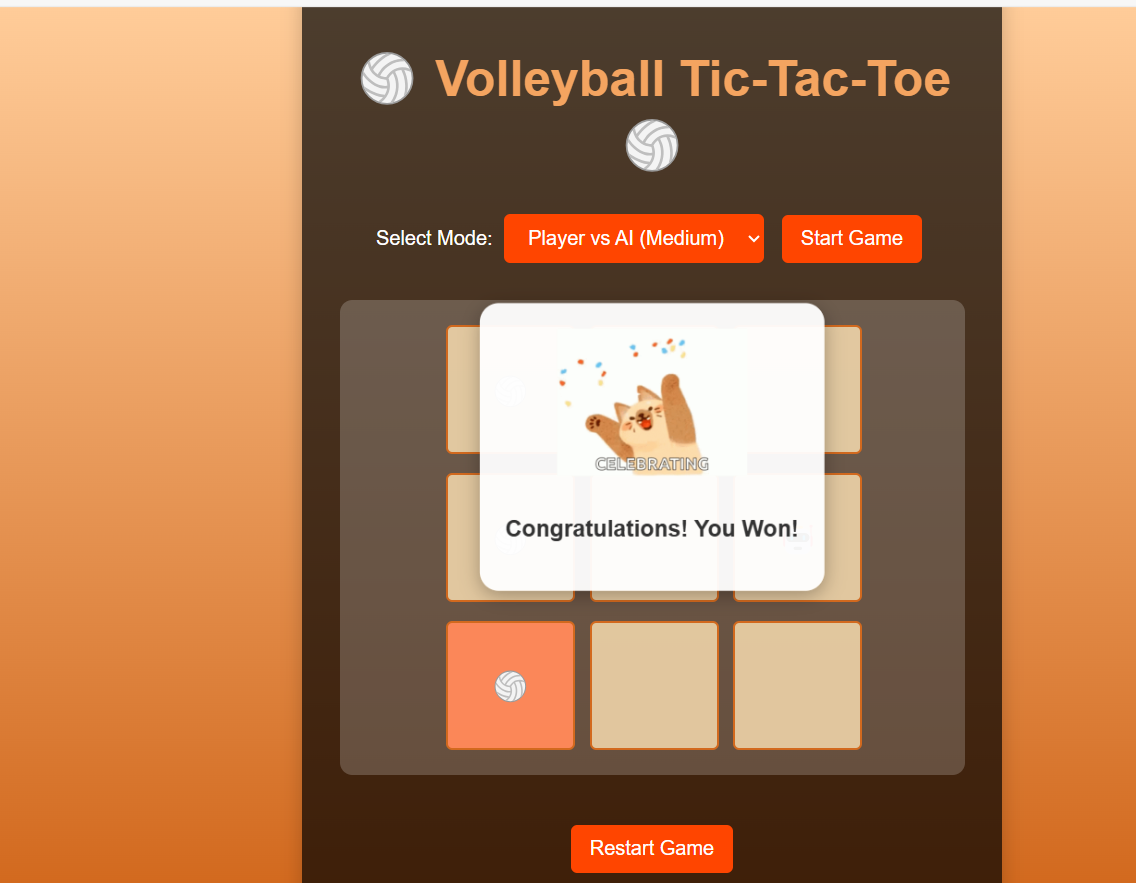 Volleyball Tic-Tac-Toe
Select Mode: Player vs AI (Medium) Start Game
CELEBRATING
Congratulations! You Won!
Restart Game